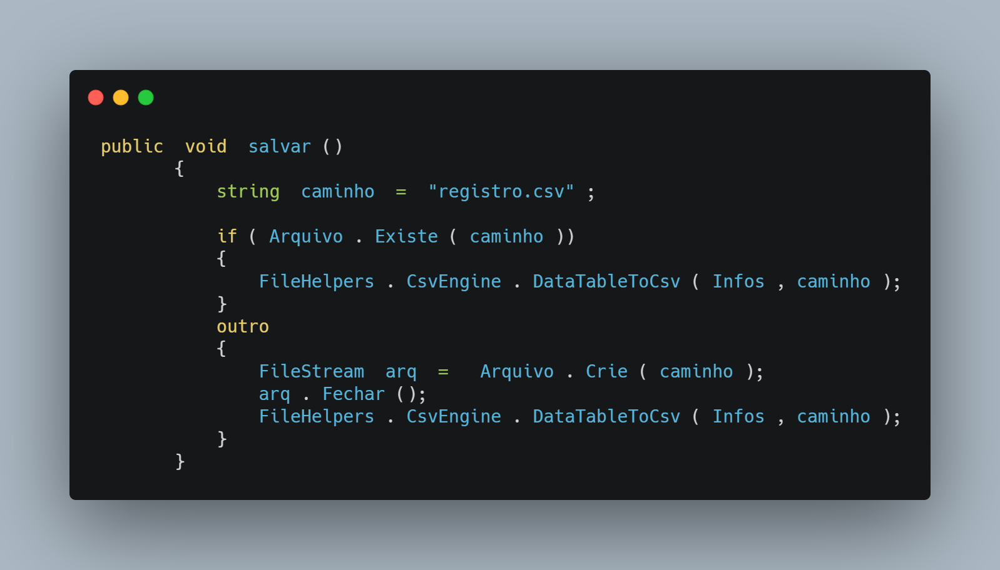 public  void  salvar ()
{
string  caminho  =  "registro.csv" ;
if ( Arquivo . Existe ( caminho ))
{
FileHelpers . CsvEngine . DataTableToCsv ( Infos , caminho );
}
outro
{
FileStream  arq  =   Arquivo . Crie ( caminho );
arq . Fechar ();
FileHelpers . CsvEngine . DataTableToCsv ( Infos , caminho );
}
}